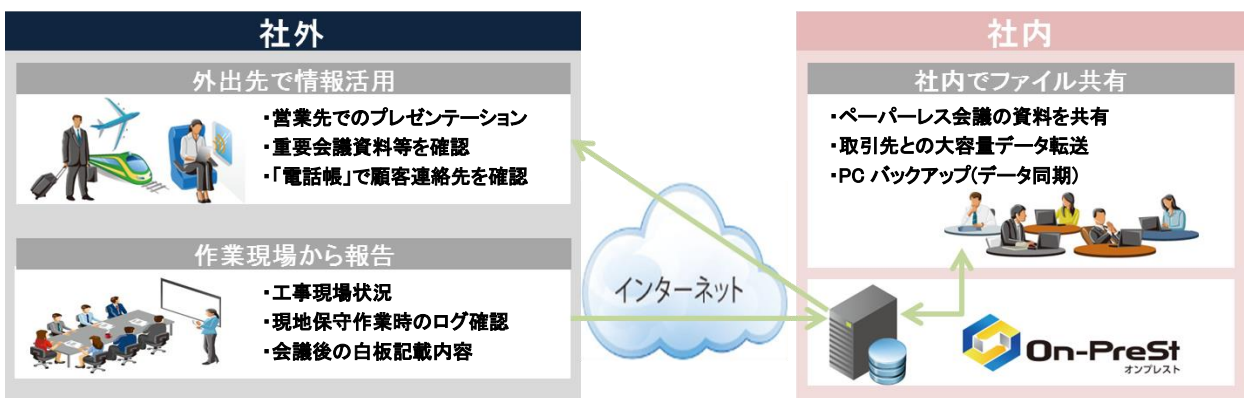 社外
外出先で情報活用
・営業先でのプレゼンテーション
・重要会議資料等を確認
・「電話帳」で顧客連絡先を確認
作業現場から報告
・工事現場状況
・現地保守作業時のログ確認
・会議後の白板記載内容
インターネット
社内
社内でファイル共有
・ペーパーレス会議の資料を共有
・取引先との大容量データ転送
・PC バックアップ(データ同期)
On-PreSt
オンプレスト